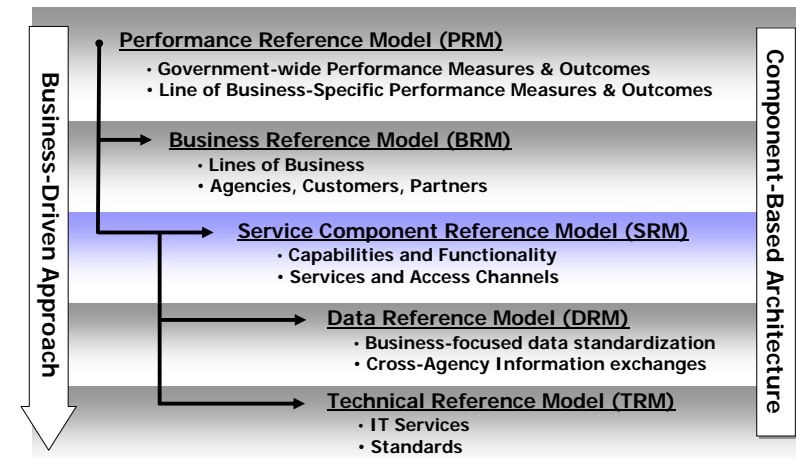 Business-Driven Approach
Performance Reference Model (PRM)
• Government-wide Performance Measures & Outcomes
• Line of Business-Specific Performance Measures & Outcomes
Business Reference Model (BRM)
• Lines of Business
• Agencies, Customers, Partners
Service Component Reference Model (SRM)
• Capabilities and Functionality
• Services and Access Channels
Data Reference Model (DRM)
• Business-focused data standardization
• Cross-Agency Information exchanges
Technical Reference Model (TRM)
• IT Services
• Standards
Component-Based Architecture